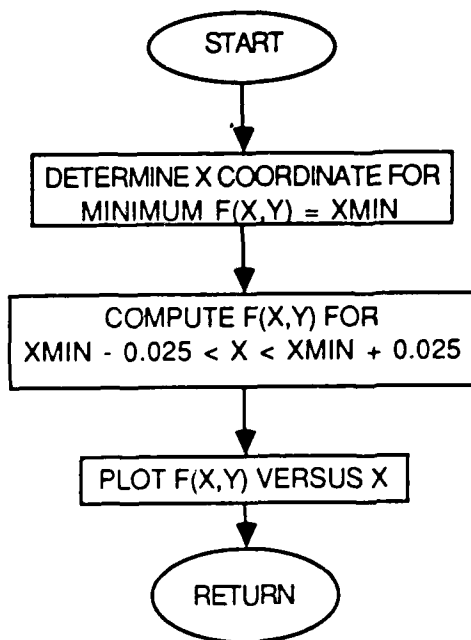 START
DETERMINE X COORDINATE FOR
MINIMUM F(X,Y) = XMIN
COMPUTE F(X,Y) FOR
XMIN - 0.025 < X < XMIN + 0.025
PLOT F(X,Y) VERSUS X
RETURN